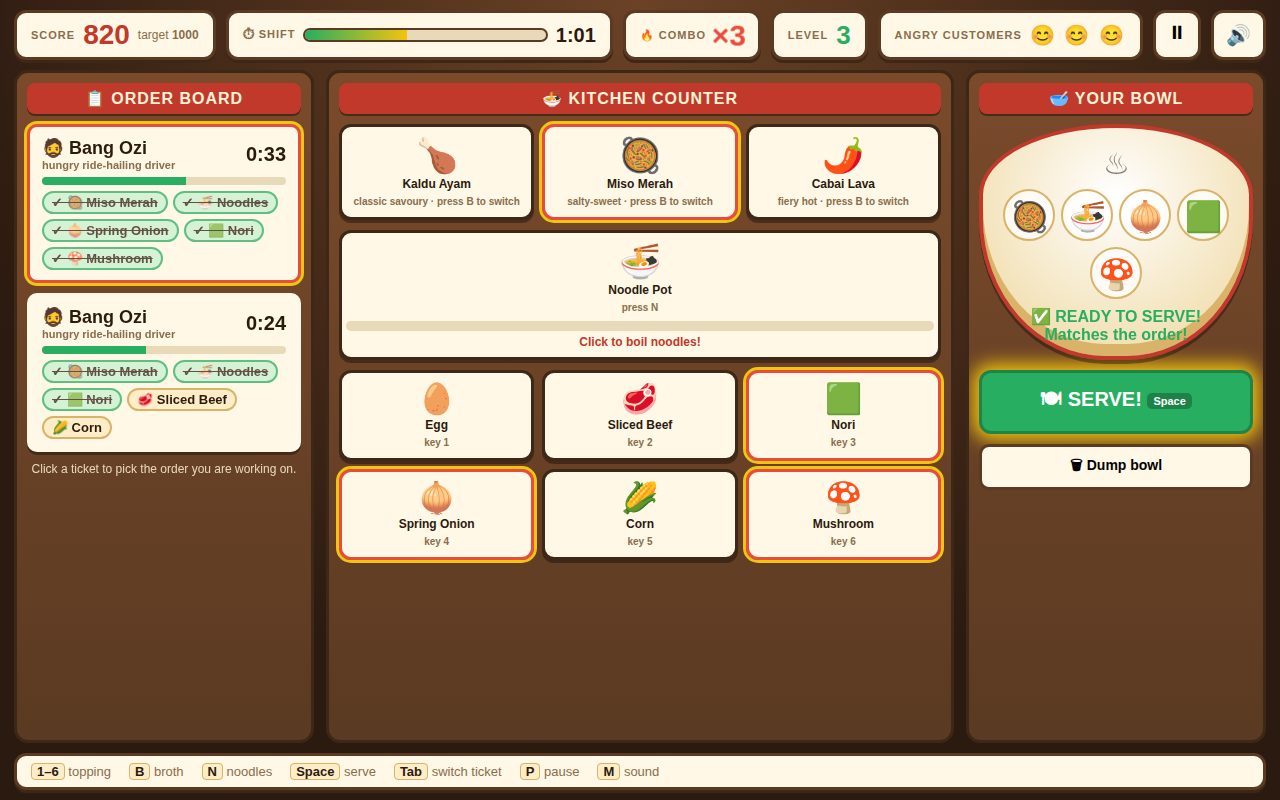 SCORE 820 target 1000
SHIFT 1:01
COMBO ×3
LEVEL 3
ANGRY CUSTOMERS
ORDER BOARD
Bang Ozi 0:33
hungry ride-hailing driver
✓ Miso Merah ✓ Noodles
✓ Spring Onion ✓ Nori
✓ Mushroom
Bang Ozi 0:24
hungry ride-hailing driver
✓ Miso Merah ✓ Noodles
✓ Nori Sliced Beef
Corn
Click a ticket to pick the order you are working on.
KITCHEN COUNTER
Kaldu Ayam
classic savoury · press B to switch
Miso Merah
salty-sweet · press B to switch
Cabai Lava
fiery hot · press B to switch
Noodle Pot
press N
Click to boil noodles!
Egg
key 1
Sliced Beef
key 2
Nori
key 3
Spring Onion
key 4
Corn
key 5
Mushroom
key 6
YOUR BOWL
READY TO SERVE!
Matches the order!
SERVE! Space
Dump bowl
1–6 topping B broth N noodles Space serve Tab switch ticket P pause M sound